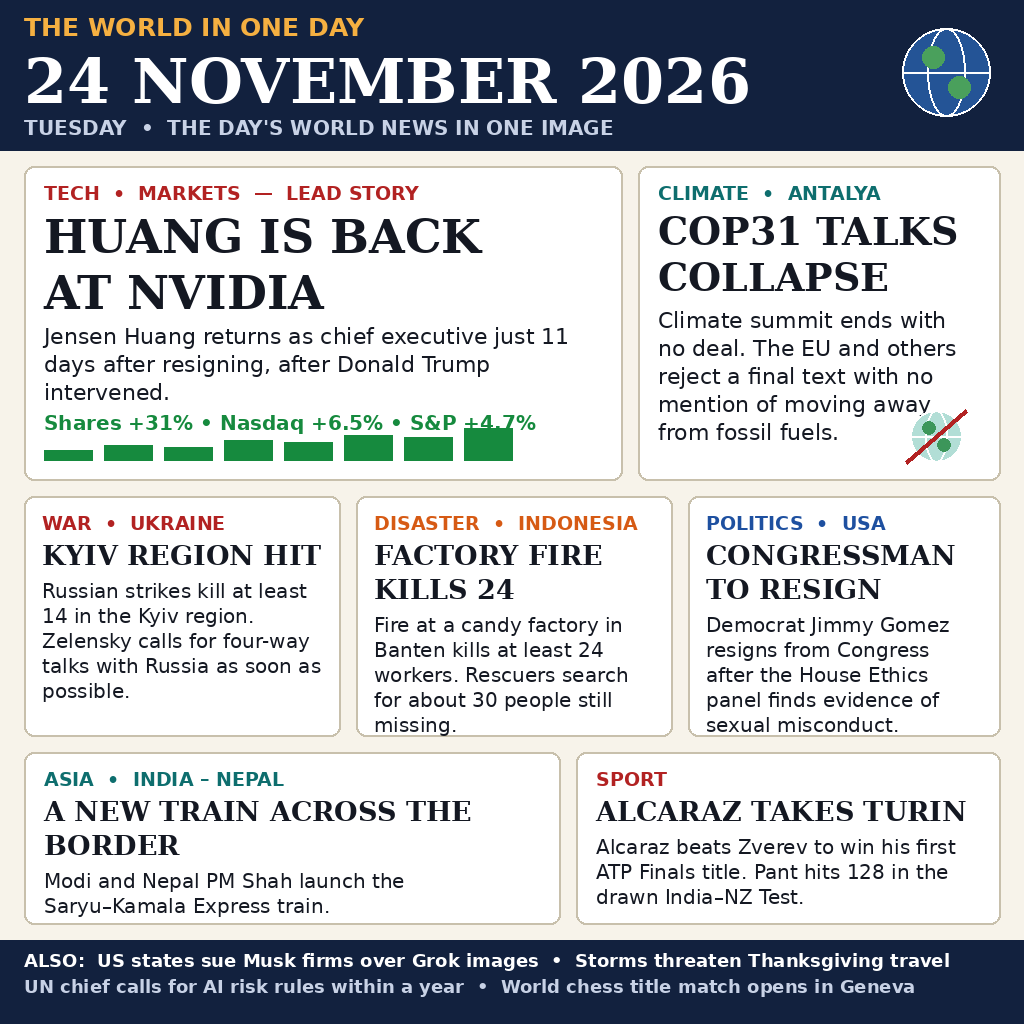 THE WORLD IN ONE DAY
24 NOVEMBER 2026
TUESDAY • THE DAY'S WORLD NEWS IN ONE IMAGE
TECH • MARKETS — LEAD STORY
HUANG IS BACK
AT NVIDIA
Jensen Huang returns as chief executive just 11
days after resigning, after Donald Trump
intervened.
Shares +31% • Nasdaq +6.5% • S&P +4.7%
CLIMATE • ANTALYA
COP31 TALKS
COLLAPSE
Climate summit ends with
no deal. The EU and others
reject a final text with no
mention of moving away
from fossil fuels.
WAR • UKRAINE
KYIV REGION HIT
Russian strikes kill at least
14 in the Kyiv region.
Zelensky calls for four-way
talks with Russia as soon as
possible.
DISASTER • INDONESIA
FACTORY FIRE
KILLS 24
Fire at a candy factory in
Banten kills at least 24
workers. Rescuers search
for about 30 people still
missing.
POLITICS • USA
CONGRESSMAN
TO RESIGN
Democrat Jimmy Gomez
resigns from Congress
after the House Ethics
panel finds evidence of
sexual misconduct.
ASIA • INDIA – NEPAL
A NEW TRAIN ACROSS THE
BORDER
Modi and Nepal PM Shah launch the
Saryu–Kamala Express train.
SPORT
ALCARAZ TAKES TURIN
Alcaraz beats Zverev to win his first
ATP Finals title. Pant hits 128 in the
drawn India–NZ Test.
ALSO: US states sue Musk firms over Grok images • Storms threaten Thanksgiving travel
UN chief calls for AI risk rules within a year • World chess title match opens in Geneva